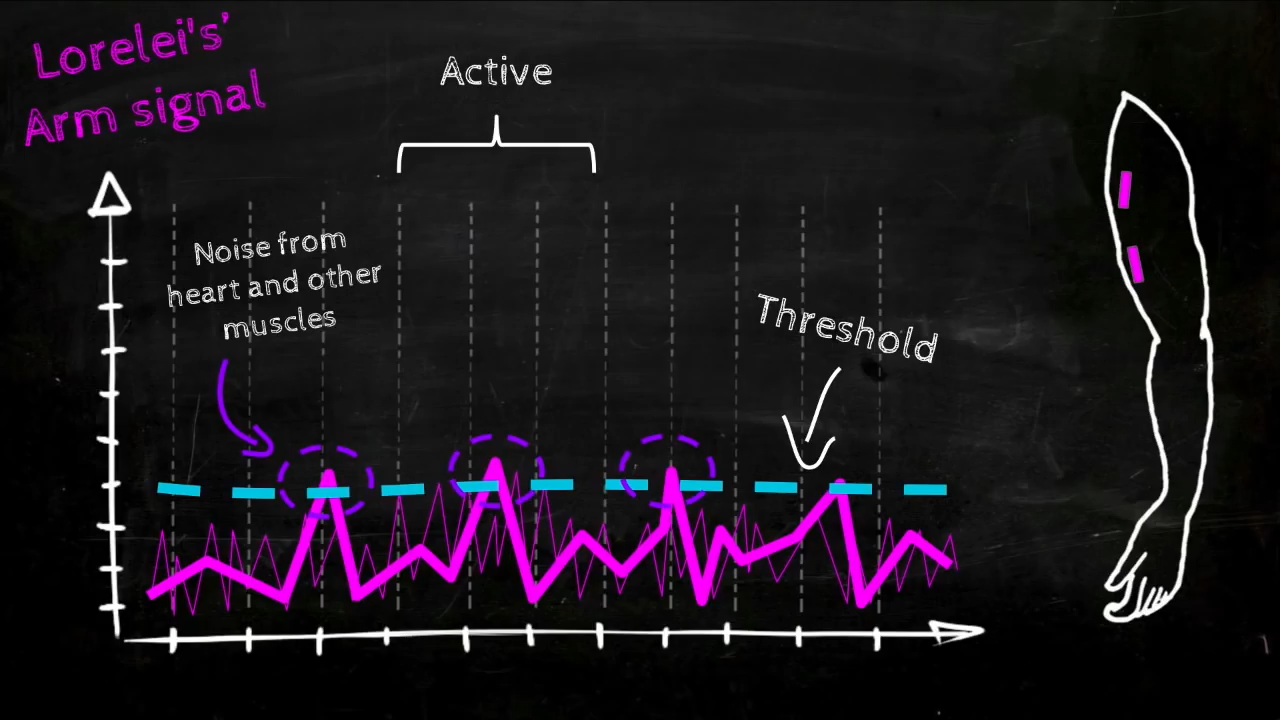 Lorelei's’
Arm signal
Active
Noise from
heart and other
muscles
Threshold